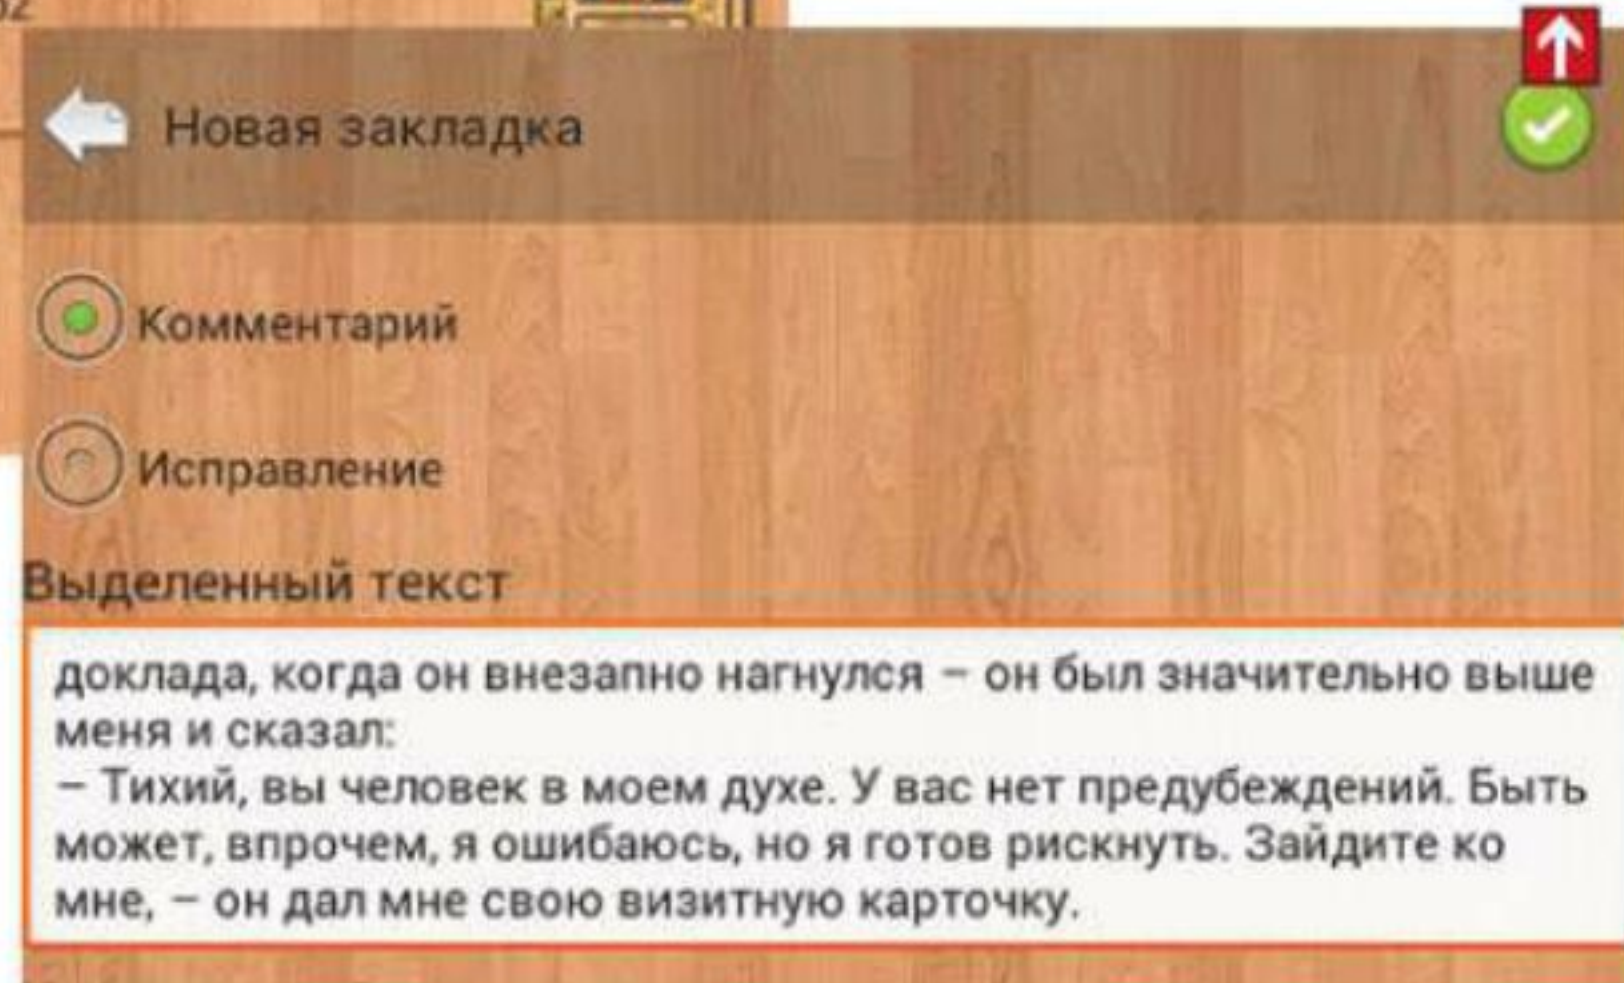 Новая закладка
Комментарий
Исправление
Выделенный текст
доклада, когда он внезапно нагнулся – он был значительно выше
меня и сказал:
– Тихий, вы человек в моем духе. У вас нет предубеждений. Быть
может, впрочем, я ошибаюсь, но я готов рискнуть. Зайдите ко
мне, – он дал мне свою визитную карточку.